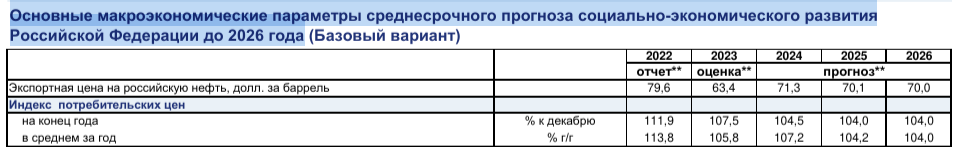 Основные макроэкономические параметры среднесрочного прогноза социально-экономического развития
Российской Федерации до 2026 года (Базовый вариант)
2022 2023 2024 2025 2026
отчет** оценка** прогноз**
Экспортная цена на российскую нефть, долл. за баррель 79,6 63,4 71,3 70,1 70,0
Индекс потребительских цен
на конец года % к декабрю 111,9 107,5 104,5 104,0 104,0
в среднем за год % г/г 113,8 105,8 107,2 104,2 104,0